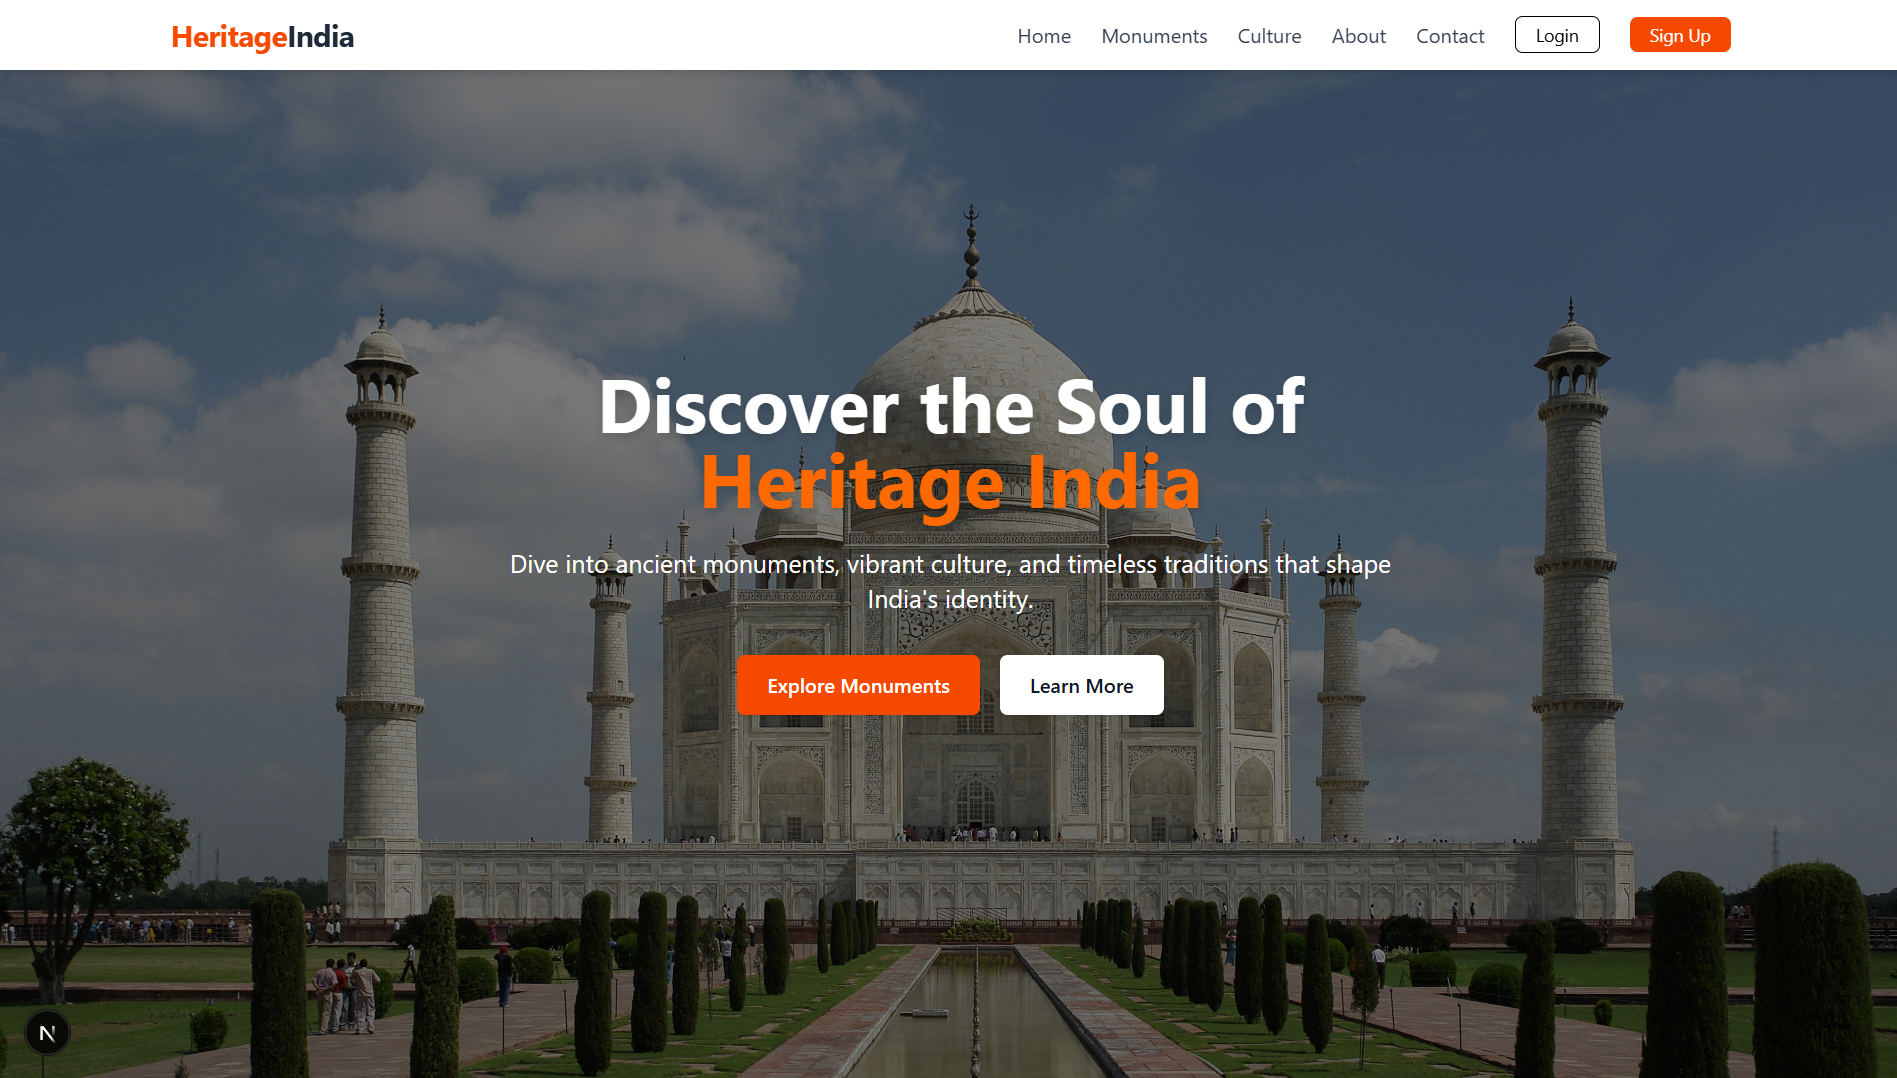 HeritageIndia
Home Monuments Culture About Contact Login Sign Up
Discover the Soul of
Heritage India
Dive into ancient monuments, vibrant culture, and timeless traditions that shape
India's identity.
Explore Monuments Learn More
N